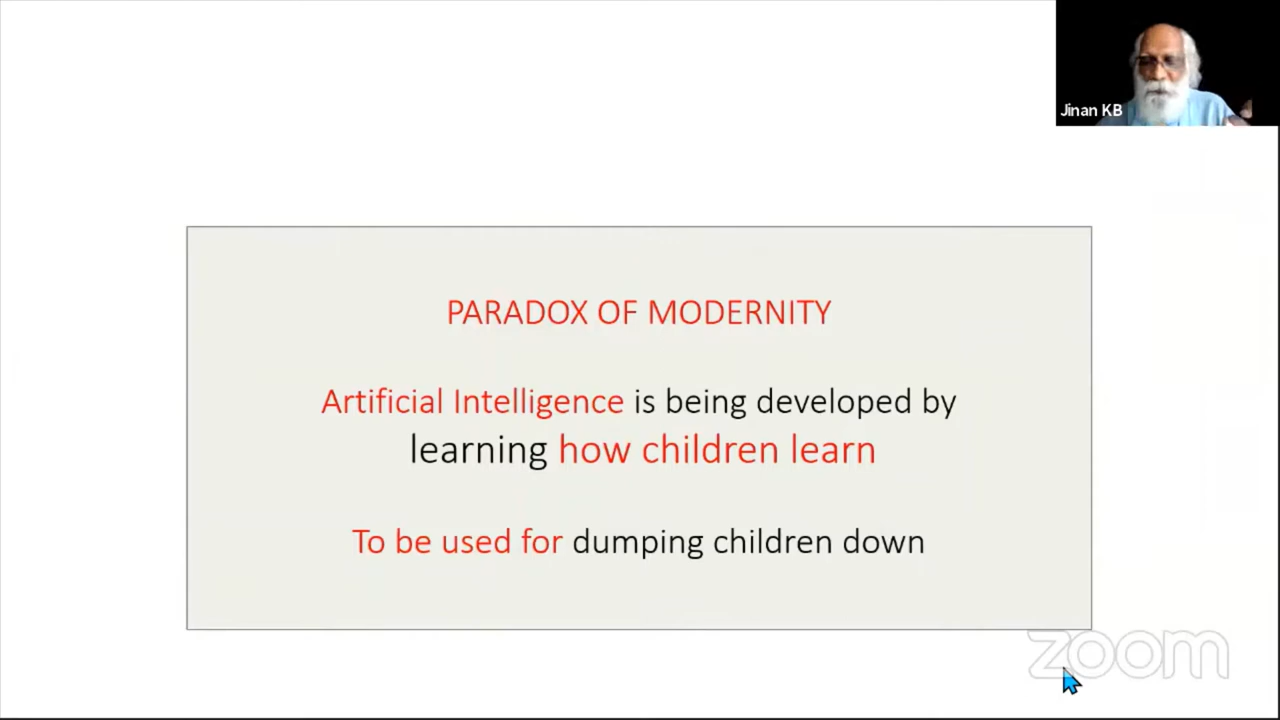 Jinan KB
PARADOX OF MODERNITY
Artificial Intelligence is being developed by
learning how children learn
To be used for dumping children down
zoom